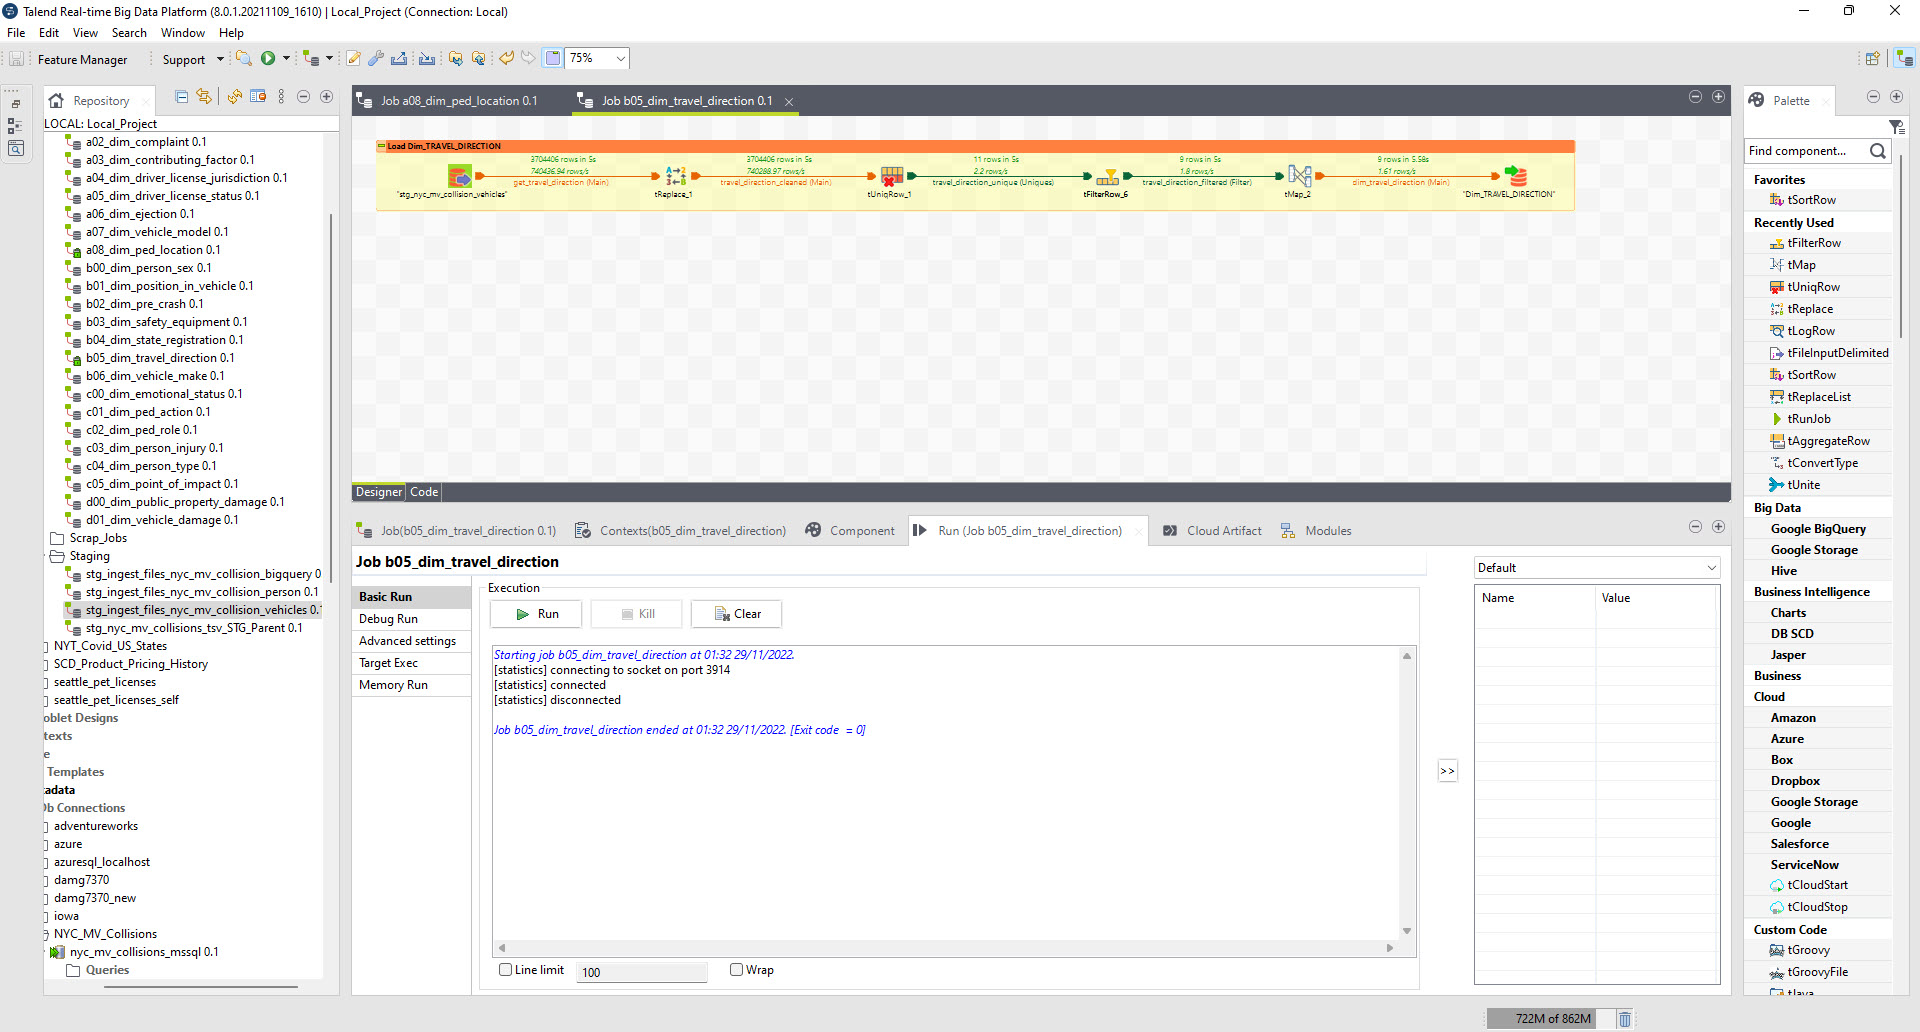 Talend Real-time Big Data Platform (8.0.1.20211109_1610) | Local_Project (Connection: Local)
File Edit View Search Window Help
Feature Manager Support 75%
Repository
LOCAL: Local_Project
a02_dim_complaint 0.1
a03_dim_contributing_factor 0.1
a04_dim_driver_license_jurisdiction 0.1
a05_dim_driver_license_status 0.1
a06_dim_ejection 0.1
a07_dim_vehicle_model 0.1
a08_dim_ped_location 0.1
b00_dim_person_sex 0.1
b01_dim_position_in_vehicle 0.1
b02_dim_pre_crash 0.1
b03_dim_safety_equipment 0.1
b04_dim_state_registration 0.1
b05_dim_travel_direction 0.1
b06_dim_vehicle_make 0.1
c00_dim_emotional_status 0.1
c01_dim_ped_action 0.1
c02_dim_ped_role 0.1
c03_dim_person_injury 0.1
c04_dim_person_type 0.1
c05_dim_point_of_impact 0.1
d00_dim_public_property_damage 0.1
d01_dim_vehicle_damage 0.1
Scrap_Jobs
Staging
stg_ingest_files_nyc_mv_collision_bigquery 0
stg_ingest_files_nyc_mv_collision_person 0.1
stg_ingest_files_nyc_mv_collision_vehicles 0.1
stg_nyc_mv_collisions_tsv_STG_Parent 0.1
NYT_Covid_US_States
SCD_Product_Pricing_History
seattle_pet_licenses
seattle_pet_licenses_self
oblet Designs
texts
e
Templates
adata
Db Connections
adventureworks
azure
azuresql_localhost
damg7370
damg7370_new
iowa
NYC_MV_Collisions
nyc_mv_collisions_mssql 0.1
Queries
Job a08_dim_ped_location 0.1
Job b05_dim_travel_direction 0.1
Load Dim_TRAVEL_DIRECTION
3704406 rows in 5s
740436.94 rows/s
get_travel_direction (Main)
3704406 rows in 5s
740288.97 rows/s
travel_direction_cleaned (Main)
11 rows in 5s
2.2 rows/s
travel_direction_unique (Uniques)
9 rows in 5s
1.8 rows/s
travel_direction_filtered (Filter)
9 rows in 5.58s
1.61 rows/s
dim_travel_direction (Main)
"stg_nyc_mv_collision_vehicles"
tReplace_1
tUniqRow_1
tFilterRow_6
tMap_2
"Dim_TRAVEL_DIRECTION"
Designer Code
Job(b05_dim_travel_direction 0.1)
Contexts(b05_dim_travel_direction)
Component
Run (Job b05_dim_travel_direction)
Cloud Artifact
Modules
Job b05_dim_travel_direction
Basic Run
Debug Run
Advanced settings
Target Exec
Memory Run
Execution
Run Kill Clear
Starting job b05_dim_travel_direction at 01:32 29/11/2022.
[statistics] connecting to socket on port 3914
[statistics] connected
[statistics] disconnected
Job b05_dim_travel_direction ended at 01:32 29/11/2022. [Exit code = 0]
Line limit 100 Wrap
>>
Default
Name Value
Palette
Find component...
Favorites
tSortRow
Recently Used
tFilterRow
tMap
tUniqRow
tReplace
tLogRow
tFileInputDelimited
tSortRow
tReplaceList
tRunJob
tAggregateRow
tConvertType
tUnite
Big Data
Google BigQuery
Google Storage
Hive
Business Intelligence
Charts
DB SCD
Jasper
Business
Cloud
Amazon
Azure
Box
Dropbox
Google Storage
Google
Salesforce
ServiceNow
tCloudStart
tCloudStop
Custom Code
tGroovy
tGroovyFile
tJava
722M of 862M